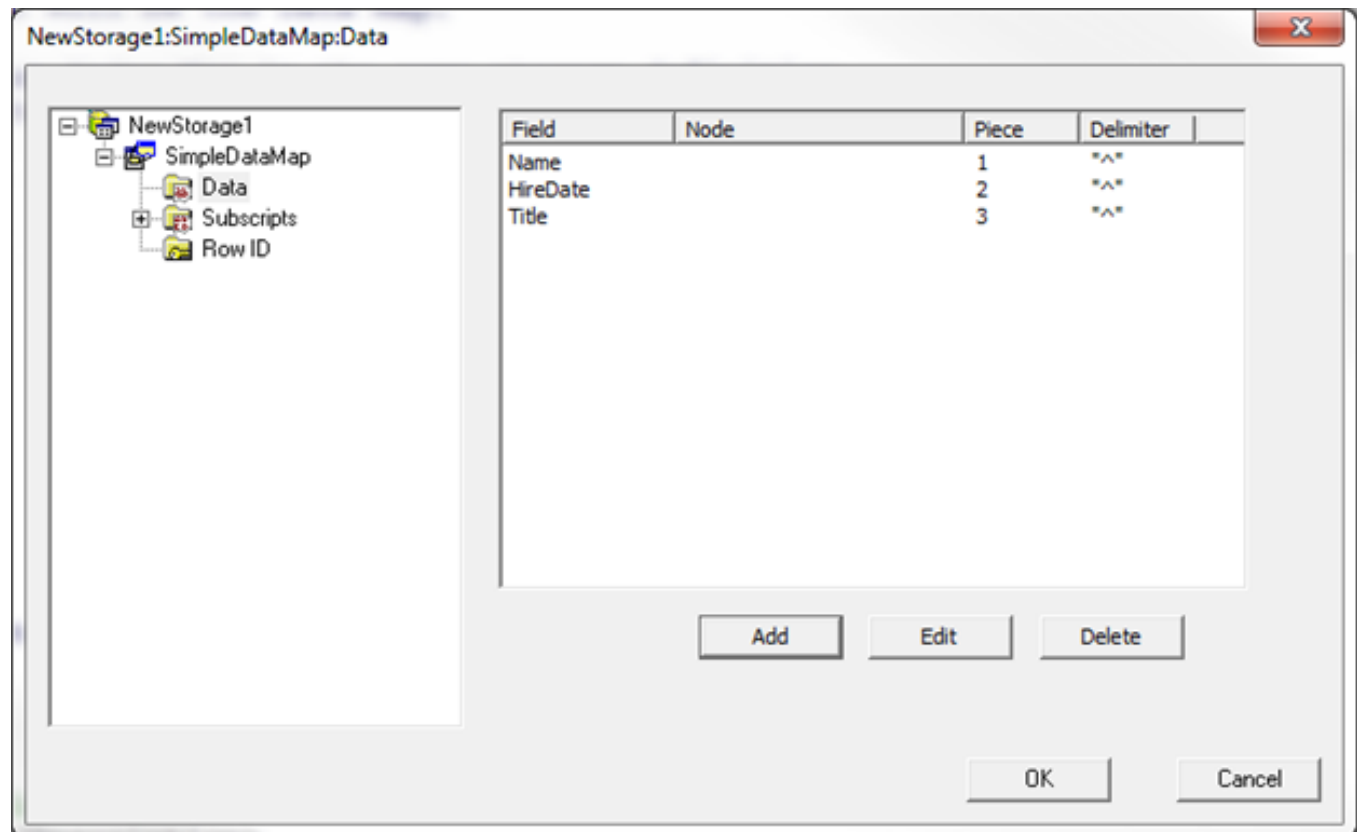 NewStorage1:SimpleDataMap:Data
NewStorage1
SimpleDataMap
Data
Subscripts
Row ID
Field Node Piece Delimiter
Name 1 "^"
HireDate 2 "^"
Title 3 "^"
Add Edit Delete
OK Cancel